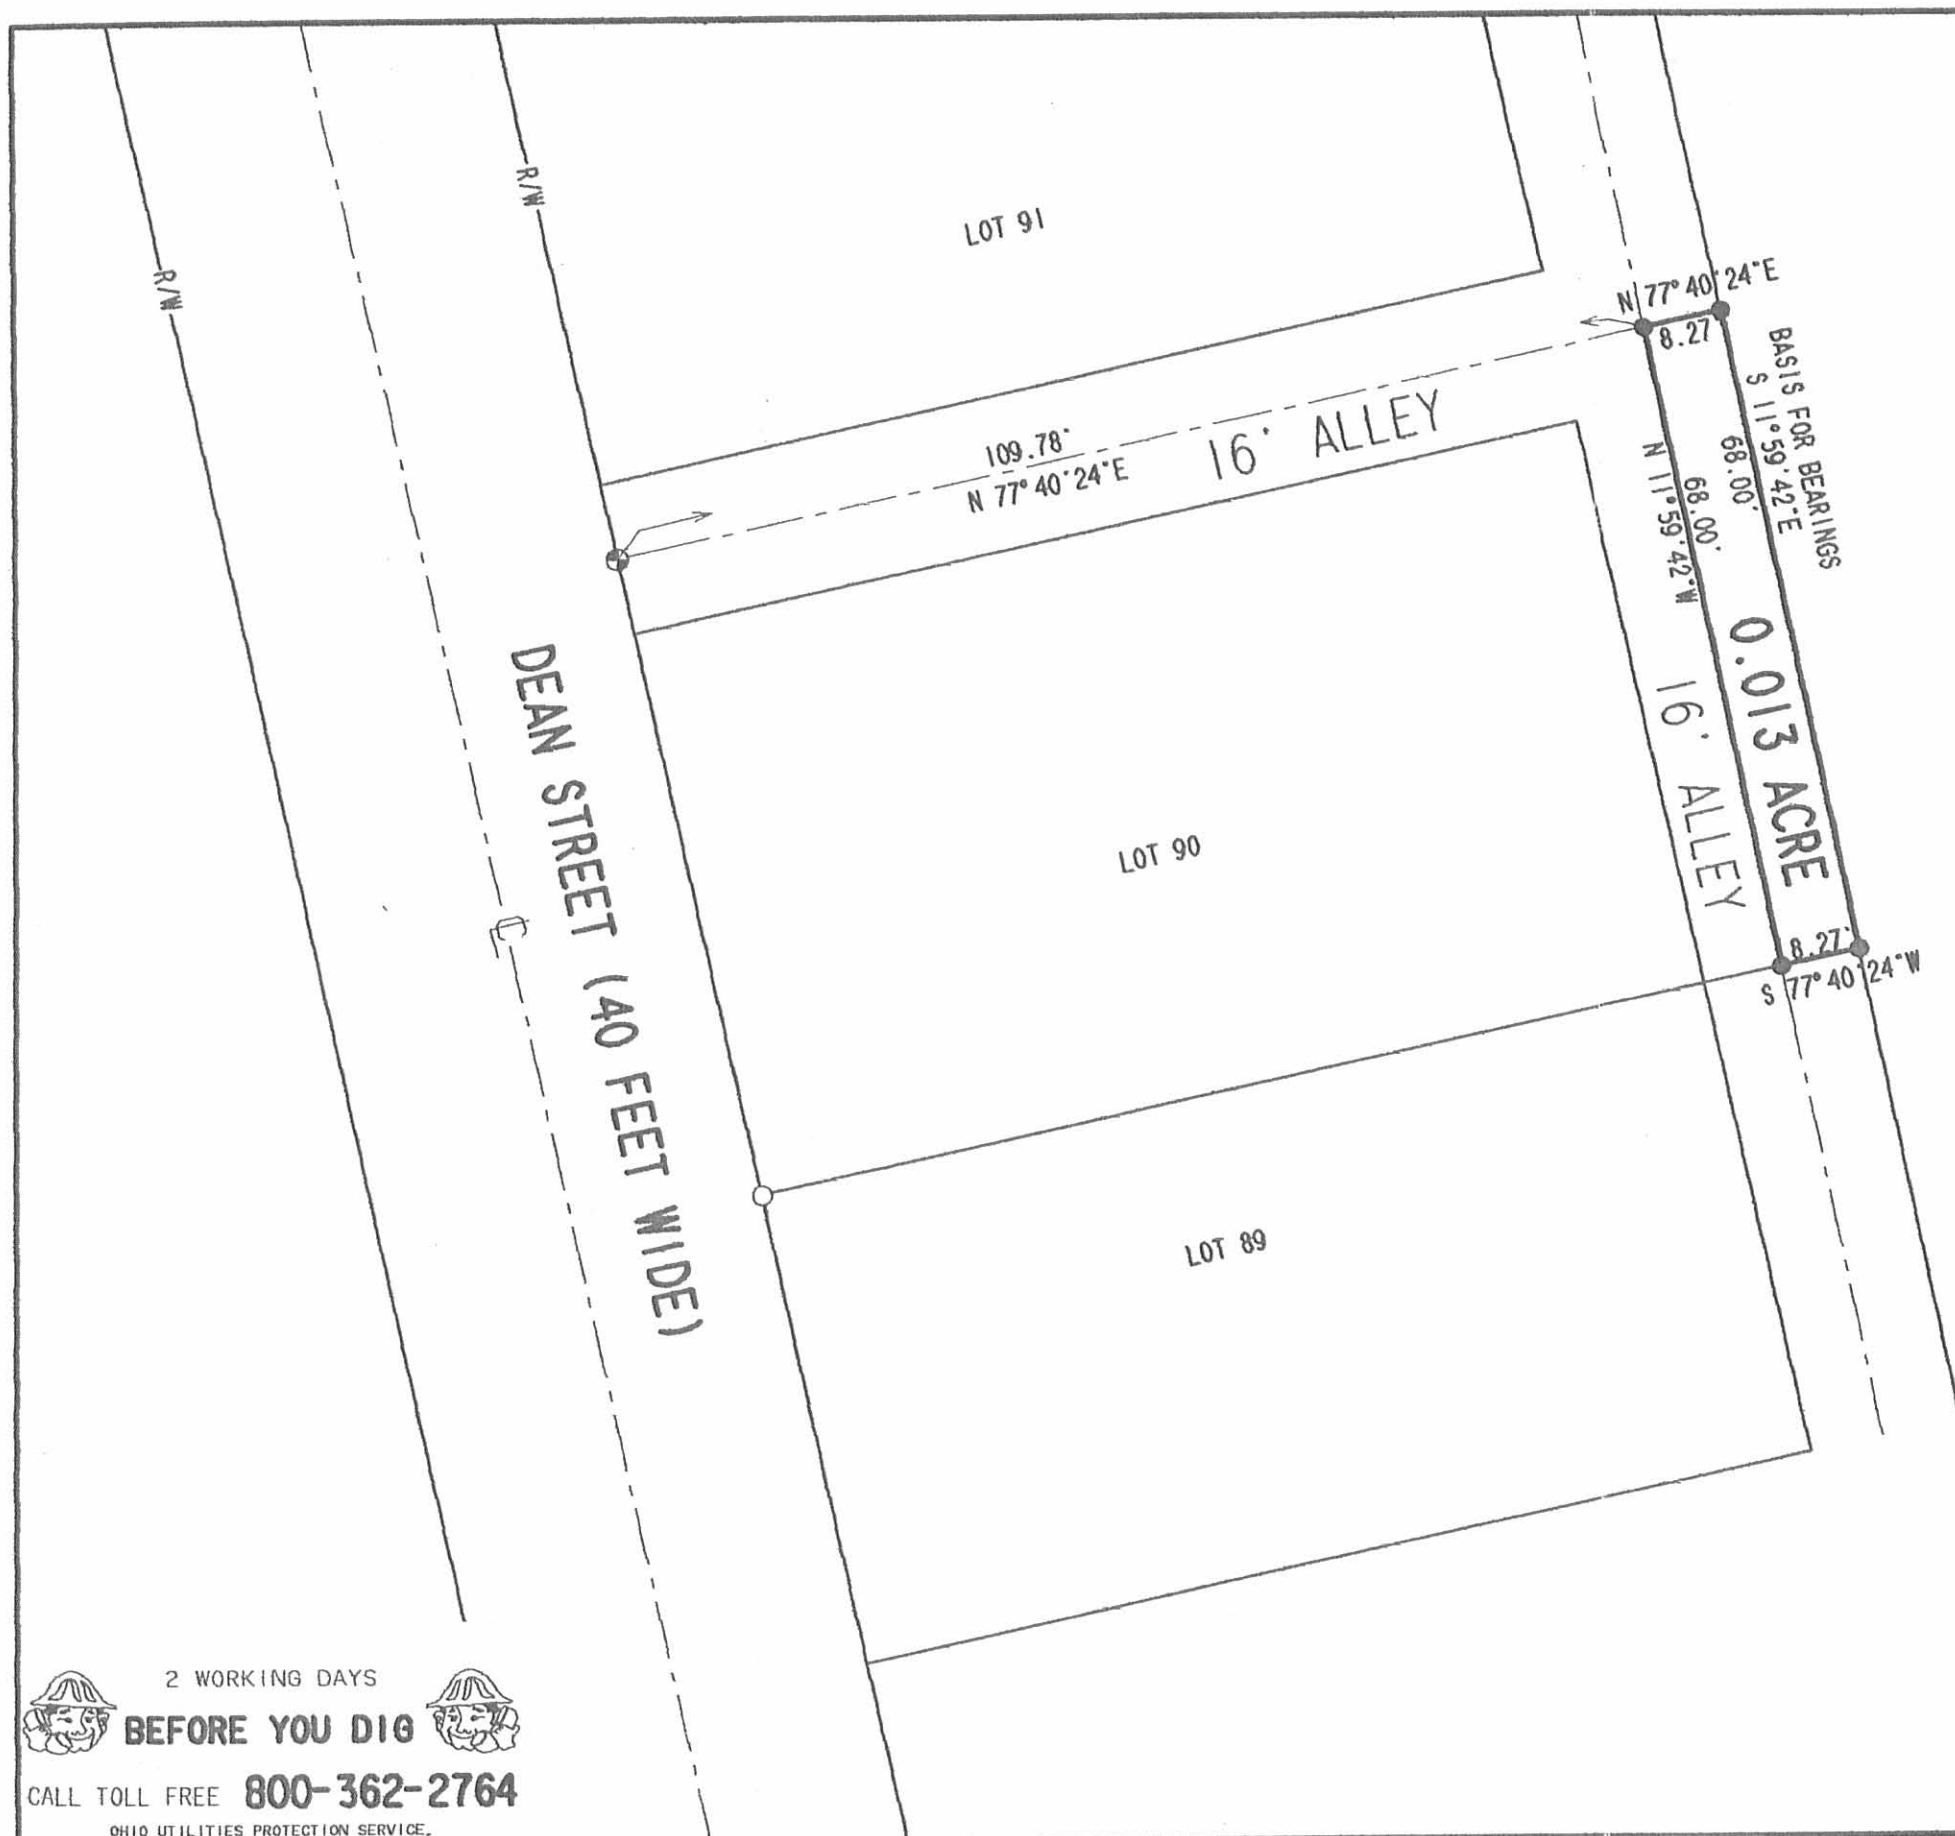 R/W
R/W
LOT 91
N 77° 40' 24" E
8.27'
BASIS FOR BEARINGS
S 11° 59' 42" E
68.00'
68.00'
N 11° 59' 42" W
109.78'
N 77° 40' 24" E
16' ALLEY
0.013 ACRE
16' ALLEY
DEAN STREET (40 FEET WIDE)
LOT 90
8.27'
S 77° 40' 24" W
LOT 89
2 WORKING DAYS
BEFORE YOU DIG
CALL TOLL FREE 800-362-2764
OHIO UTILITIES PROTECTION SERVICE.